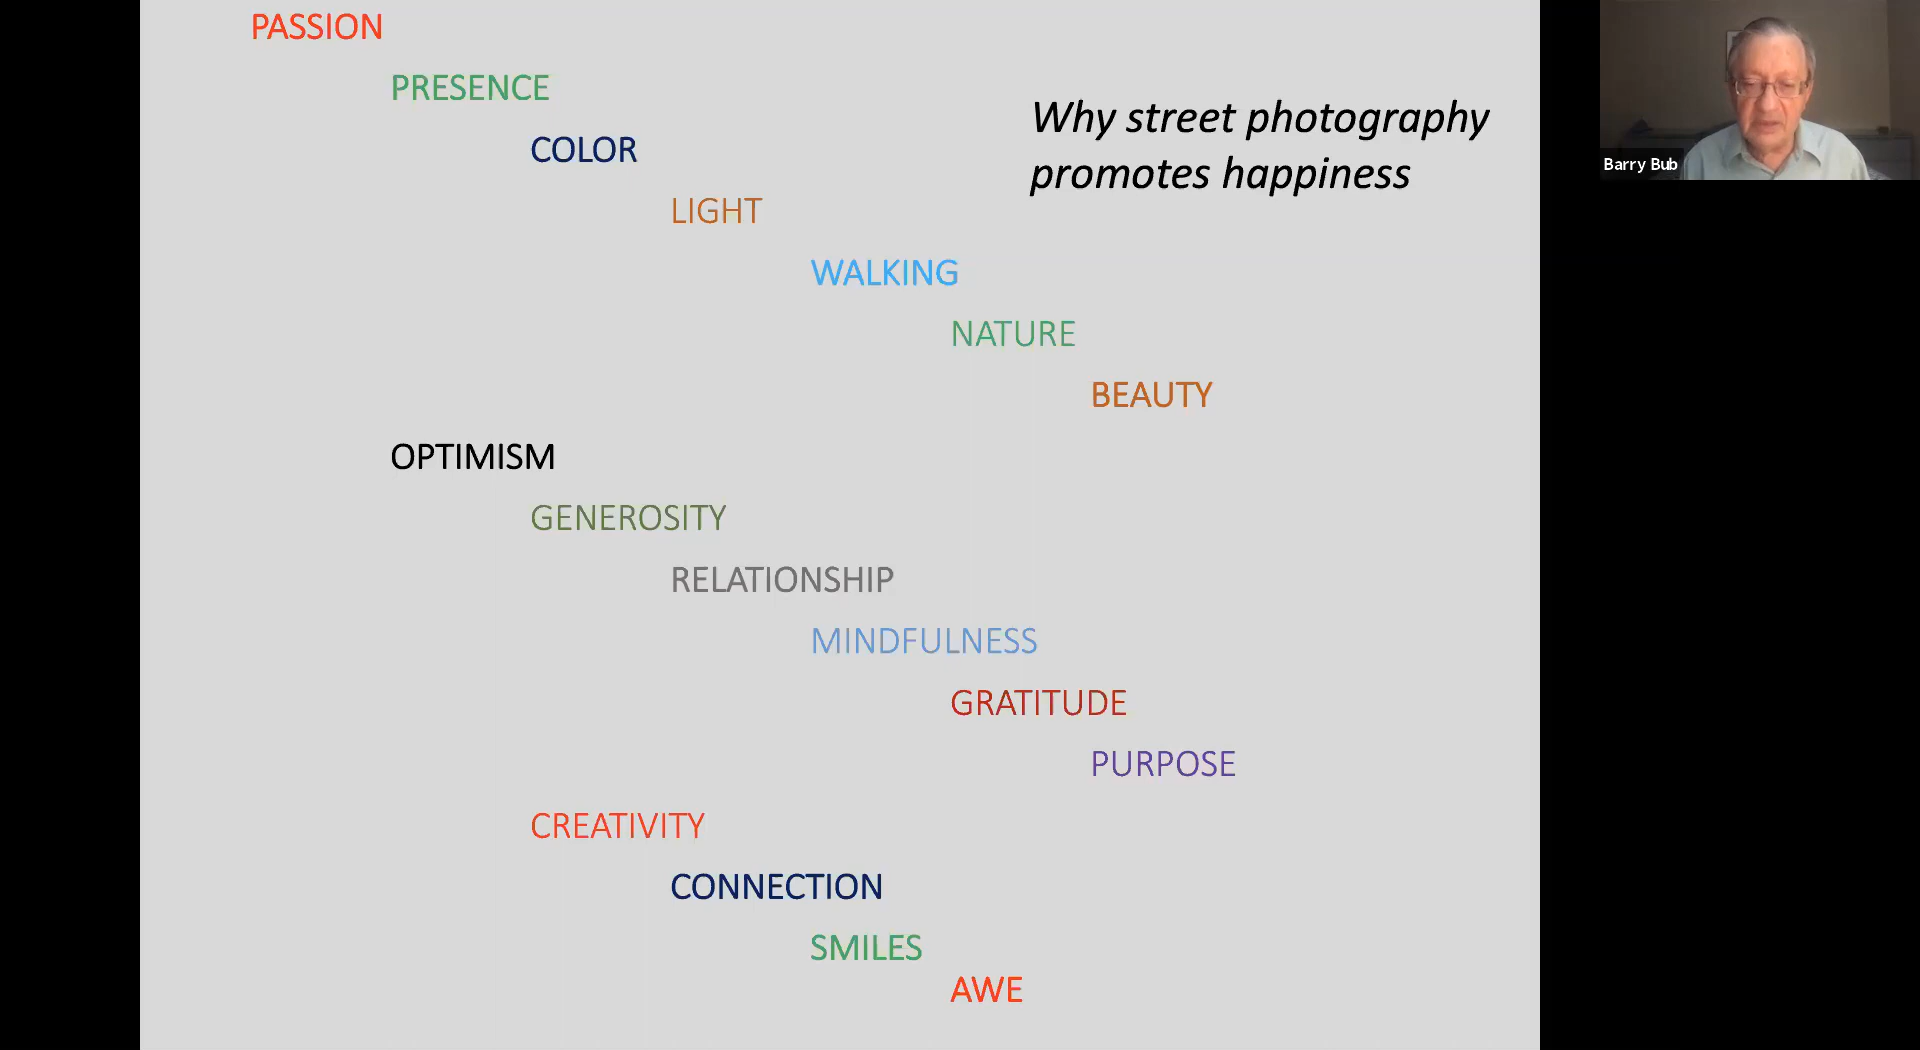 PASSION
PRESENCE
COLOR
LIGHT
WALKING
NATURE
BEAUTY
OPTIMISM
GENEROSITY
RELATIONSHIP
MINDFULNESS
GRATITUDE
PURPOSE
CREATIVITY
CONNECTION
SMILES
AWE
Why street photography
promotes happiness
Barry Bub